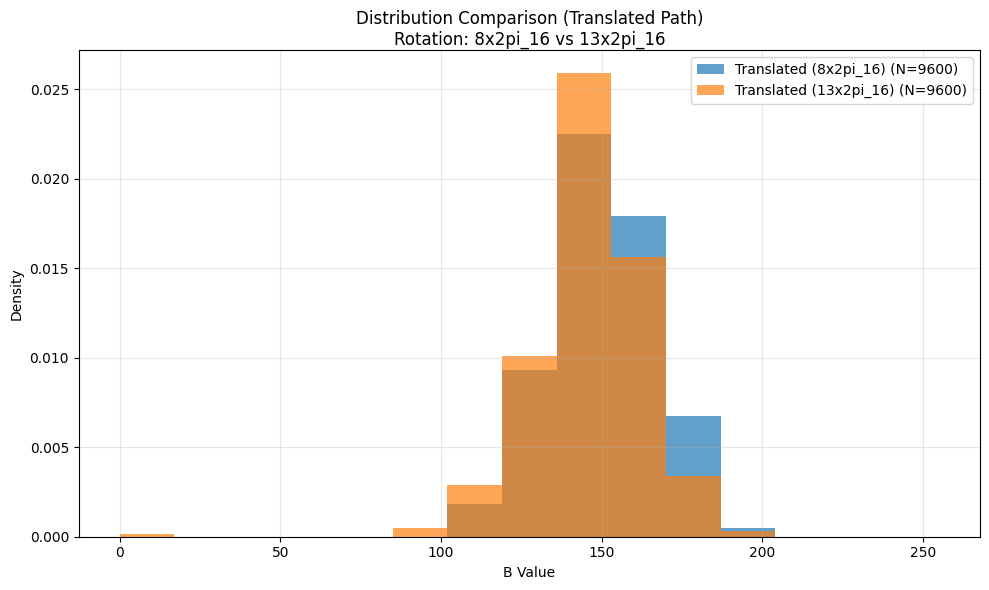 Distribution Comparison (Translated Path)
Rotation: 8x2pi_16 vs 13x2pi_16
Translated (8x2pi_16) (N=9600)
Translated (13x2pi_16) (N=9600)
0.025
0.020
0.015
0.010
0.005
0.000
Density
0
50
100
150
200
250
B Value